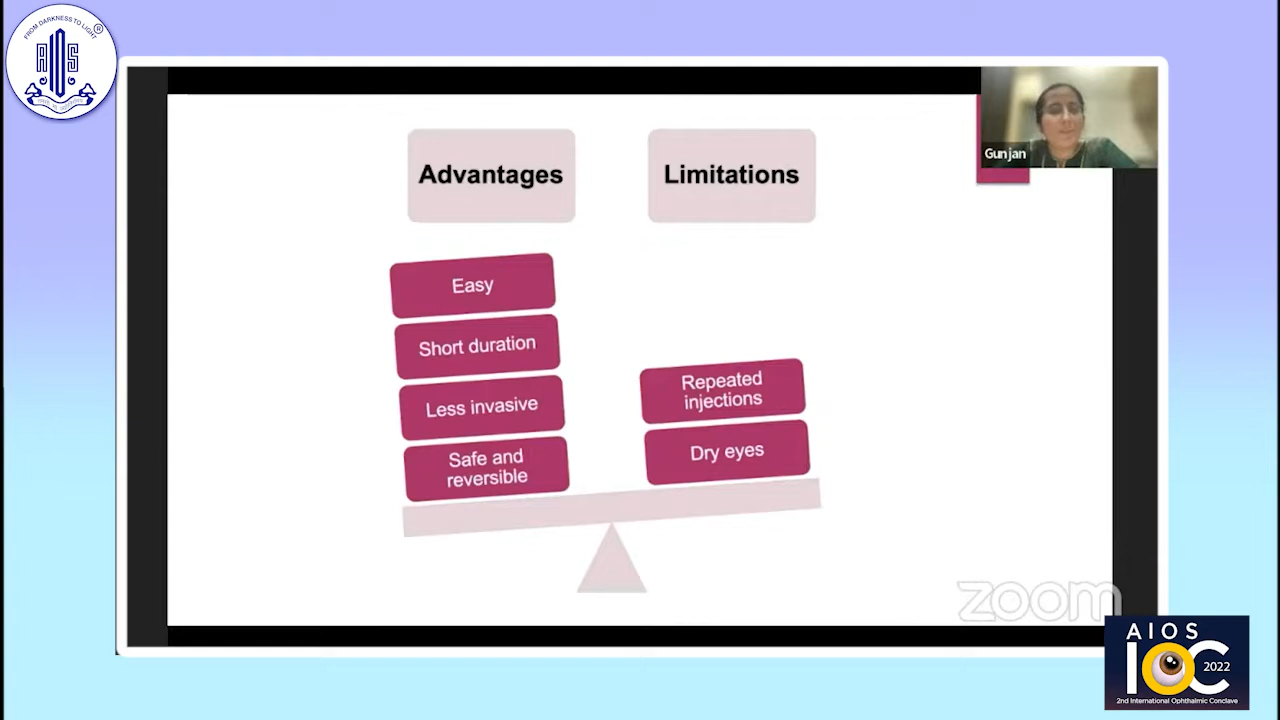 FROM DARKNESS TO LIGHT
®
AIOS
Gunjan
Advantages
Limitations
Easy
Short duration
Less invasive
Safe and
reversible
Repeated
injections
Dry eyes
zoom
AIOS
IOC
2022
2nd International Ophthalmic Conclave